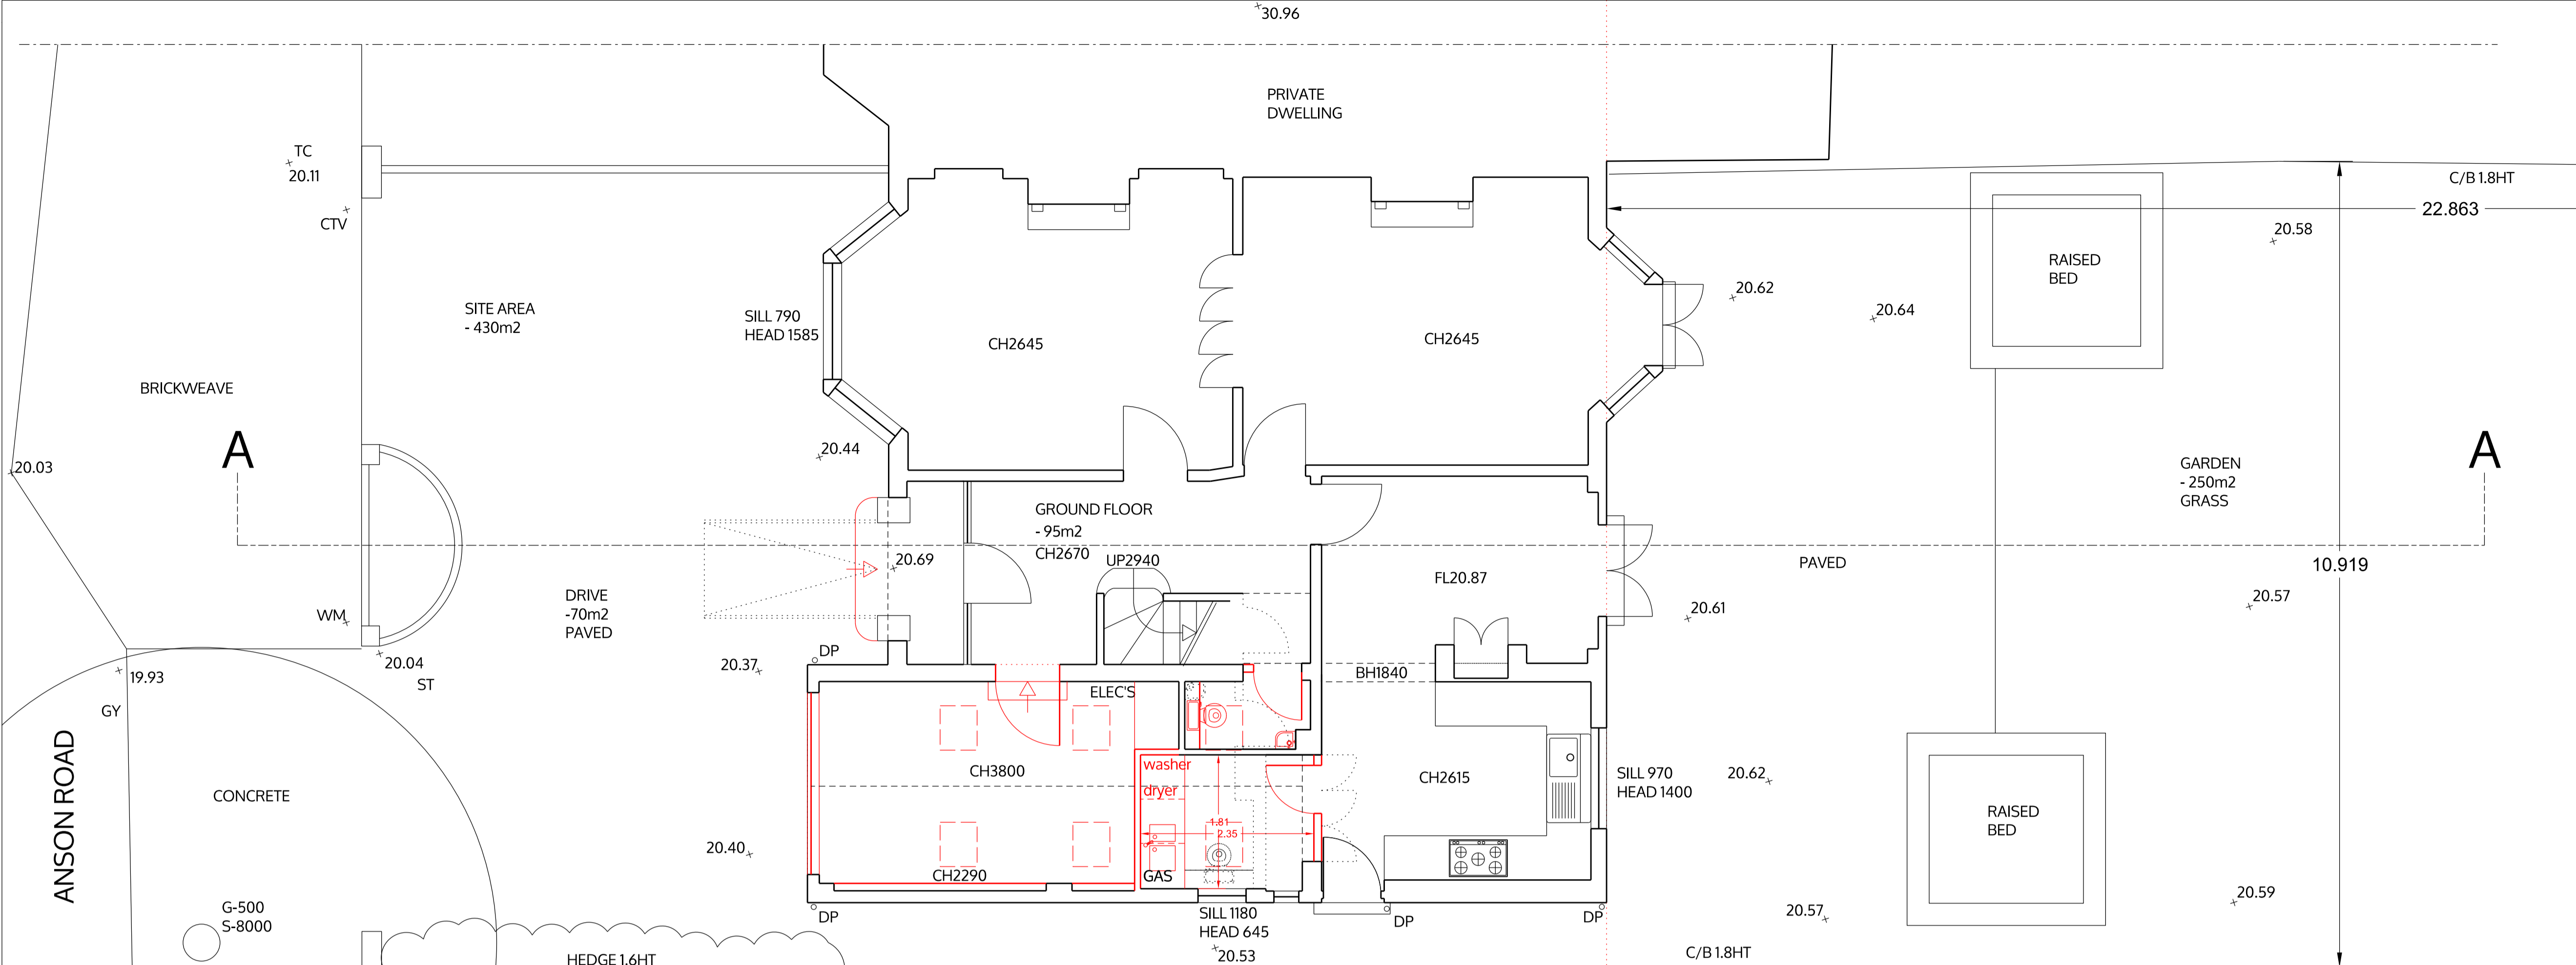 30.96
PRIVATE
DWELLING
TC
20.11
CTV
C/B 1.8HT
22.863
20.58
RAISED
BED
20.62
20.64
SITE AREA
- 430m2
SILL 790
HEAD 1585
CH2645
CH2645
BRICKWEAVE
A
A
20.44
20.03
GARDEN
- 250m2
GRASS
GROUND FLOOR
- 95m2
CH2670
UP2940
20.69
FL20.87
PAVED
10.919
DRIVE
-70m2
PAVED
WM
20.57
20.61
DP
20.04
ST
20.37
19.93
BH1840
ELEC'S
GY
ANSON ROAD
CH3800
washer
dryer
CH2615
SILL 970
HEAD 1400
20.62
CONCRETE
RAISED
BED
1.81
2.35
20.40
CH2290
GAS
20.59
G-500
S-8000
DP
SILL 1180
HEAD 645
DP
DP
20.57
20.53
HEDGE 1.6HT
C/B 1.8HT